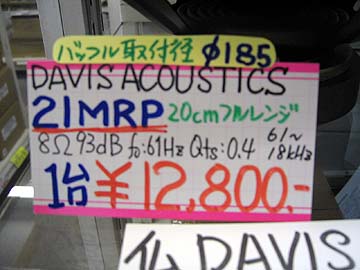 バッフル取付径 φ185
DAVIS ACOUSTICS
21MRP 20cmフルレンジ
8Ω 93dB f₀:61Hz Qts:0.4 61~18kHz
1台 ¥12,800.-
仏 DAVIS